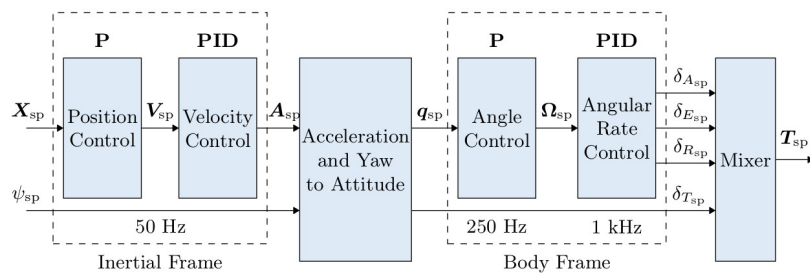 P
PID
P
PID
X_sp
Position
Control
V_sp
Velocity
Control
A_sp
Acceleration
and Yaw
to Attitude
q_sp
Angle
Control
Ω_sp
Angular
Rate
Control
δ_A_sp
δ_E_sp
δ_R_sp
δ_T_sp
Mixer
T_sp
ψ_sp
50 Hz
250 Hz
1 kHz
Inertial Frame
Body Frame